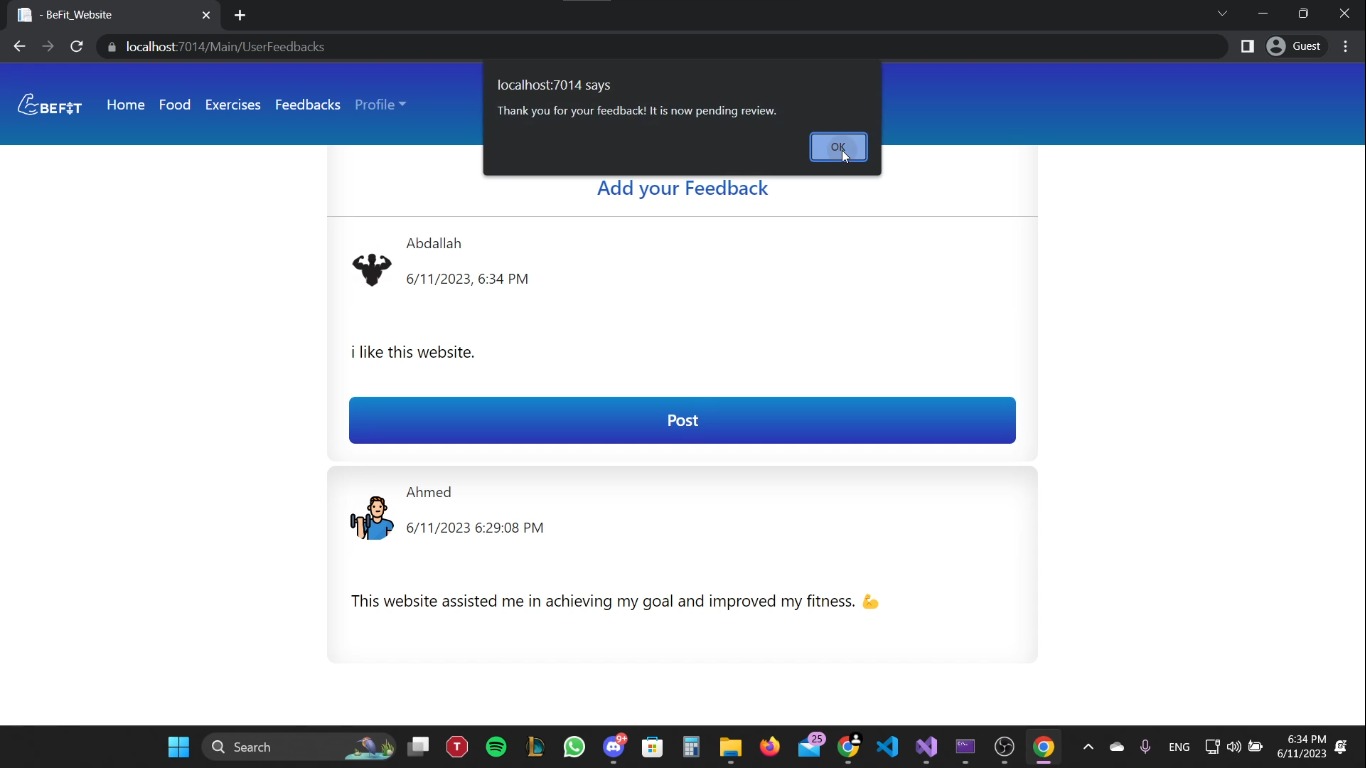 - BeFit_Website
localhost:7014/Main/UserFeedbacks
Guest
BEFIT
Home Food Exercises Feedbacks Profile
localhost:7014 says
Thank you for your feedback! It is now pending review.
OK
Add your Feedback
Abdallah
6/11/2023, 6:34 PM
i like this website.
Post
Ahmed
6/11/2023 6:29:08 PM
This website assisted me in achieving my goal and improved my fitness. 💪
Search
T
9+
25
ENG
6:34 PM
6/11/2023